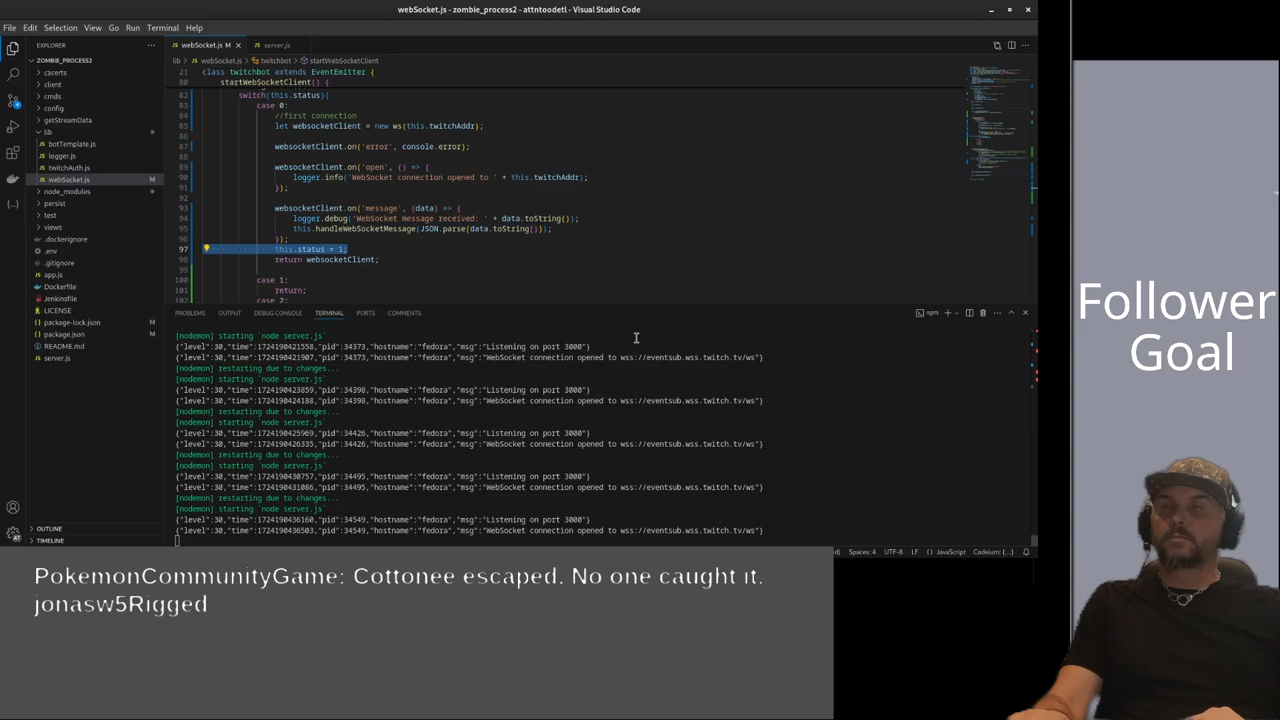 webSocket.js - zombie_process2 - attntoodetl - Visual Studio Code
File Edit Selection View Go Run Terminal Help
EXPLORER
ZOMBIE_PROCESS2
cacerts
client
cmds
config
getStreamData
lib
botTemplate.js
logger.js
twitchAuth.js
webSocket.js M
node_modules
persist
test
views
.dockerignore
.env
.gitignore
app.js
Dockerfile
Jenkinsfile
LICENSE
package-lock.json M
package.json M
README.md
server.js
OUTLINE
TIMELINE
webSocket.js M
server.js
lib > webSocket.js > twitchbot > startWebSocketClient
21 class twitchbot extends EventEmitter {
80 startWebSocketClient() {
82 switch(this.status){
83 case 0:
84 //first connection
85 let websocketClient = new ws(this.twitchAddr);
86
87 websocketClient.on('error', console.error);
88
89 websocketClient.on('open', () => {
90 logger.info('WebSocket connection opened to ' + this.twitchAddr);
91 });
92
93 websocketClient.on('message', (data) => {
94 logger.debug('WebSocket message received: ' + data.toString());
95 this.handleWebSocketMessage(JSON.parse(data.toString()));
96 });
97 this.status = 1;
98 return websocketClient;
99
100 case 1:
101 return;
102 case 2:
PROBLEMS OUTPUT DEBUG CONSOLE TERMINAL PORTS COMMENTS
npm
[nodemon] starting `node server.js`
{"level":30,"time":1724190421558,"pid":34373,"hostname":"fedora","msg":"Listening on port 3000"}
{"level":30,"time":1724190421907,"pid":34373,"hostname":"fedora","msg":"WebSocket connection opened to wss://eventsub.wss.twitch.tv/ws"}
[nodemon] restarting due to changes...
[nodemon] starting `node server.js`
{"level":30,"time":1724190423859,"pid":34398,"hostname":"fedora","msg":"Listening on port 3000"}
{"level":30,"time":1724190424188,"pid":34398,"hostname":"fedora","msg":"WebSocket connection opened to wss://eventsub.wss.twitch.tv/ws"}
[nodemon] restarting due to changes...
[nodemon] starting `node server.js`
{"level":30,"time":1724190425969,"pid":34426,"hostname":"fedora","msg":"Listening on port 3000"}
{"level":30,"time":1724190426335,"pid":34426,"hostname":"fedora","msg":"WebSocket connection opened to wss://eventsub.wss.twitch.tv/ws"}
[nodemon] restarting due to changes...
[nodemon] starting `node server.js`
{"level":30,"time":1724190430757,"pid":34495,"hostname":"fedora","msg":"Listening on port 3000"}
{"level":30,"time":1724190431086,"pid":34495,"hostname":"fedora","msg":"WebSocket connection opened to wss://eventsub.wss.twitch.tv/ws"}
[nodemon] restarting due to changes...
[nodemon] starting `node server.js`
{"level":30,"time":1724190436160,"pid":34549,"hostname":"fedora","msg":"Listening on port 3000"}
{"level":30,"time":1724190436503,"pid":34549,"hostname":"fedora","msg":"WebSocket connection opened to wss://eventsub.wss.twitch.tv/ws"}
Spaces: 4 UTF-8 LF {} JavaScript Codeium: {...}
PokemonCommunityGame: Cottonee escaped. No one caught it.
jonasw5Rigged
Follower
Goal